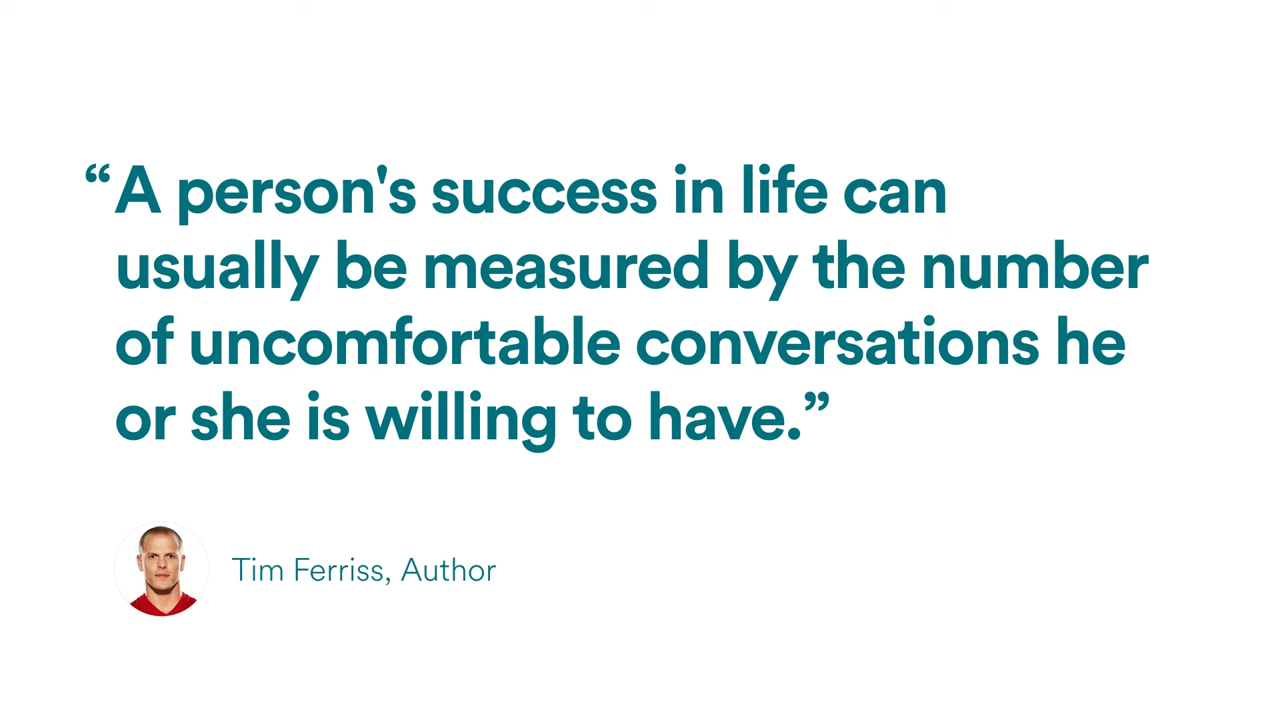 “A person's success in life can
usually be measured by the number
of uncomfortable conversations he
or she is willing to have.”
Tim Ferriss, Author